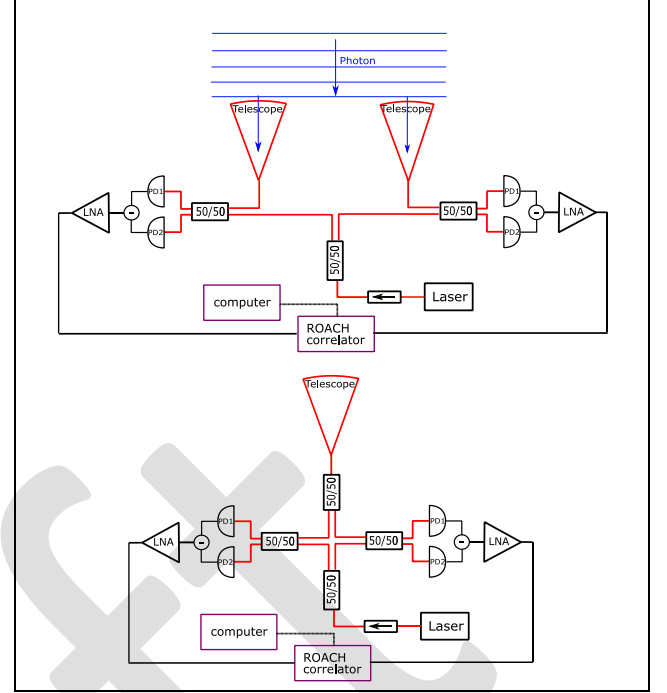 Photon
Telescope Telescope
PD1 PD1
LNA - 50/50 50/50 - LNA
PD2 PD2
50/50
Laser
computer
ROACH
correlator
Telescope
50/50
PD1 PD1
LNA - 50/50 50/50 - LNA
PD2 PD2
50/50
Laser
computer
ROACH
correlator
ft